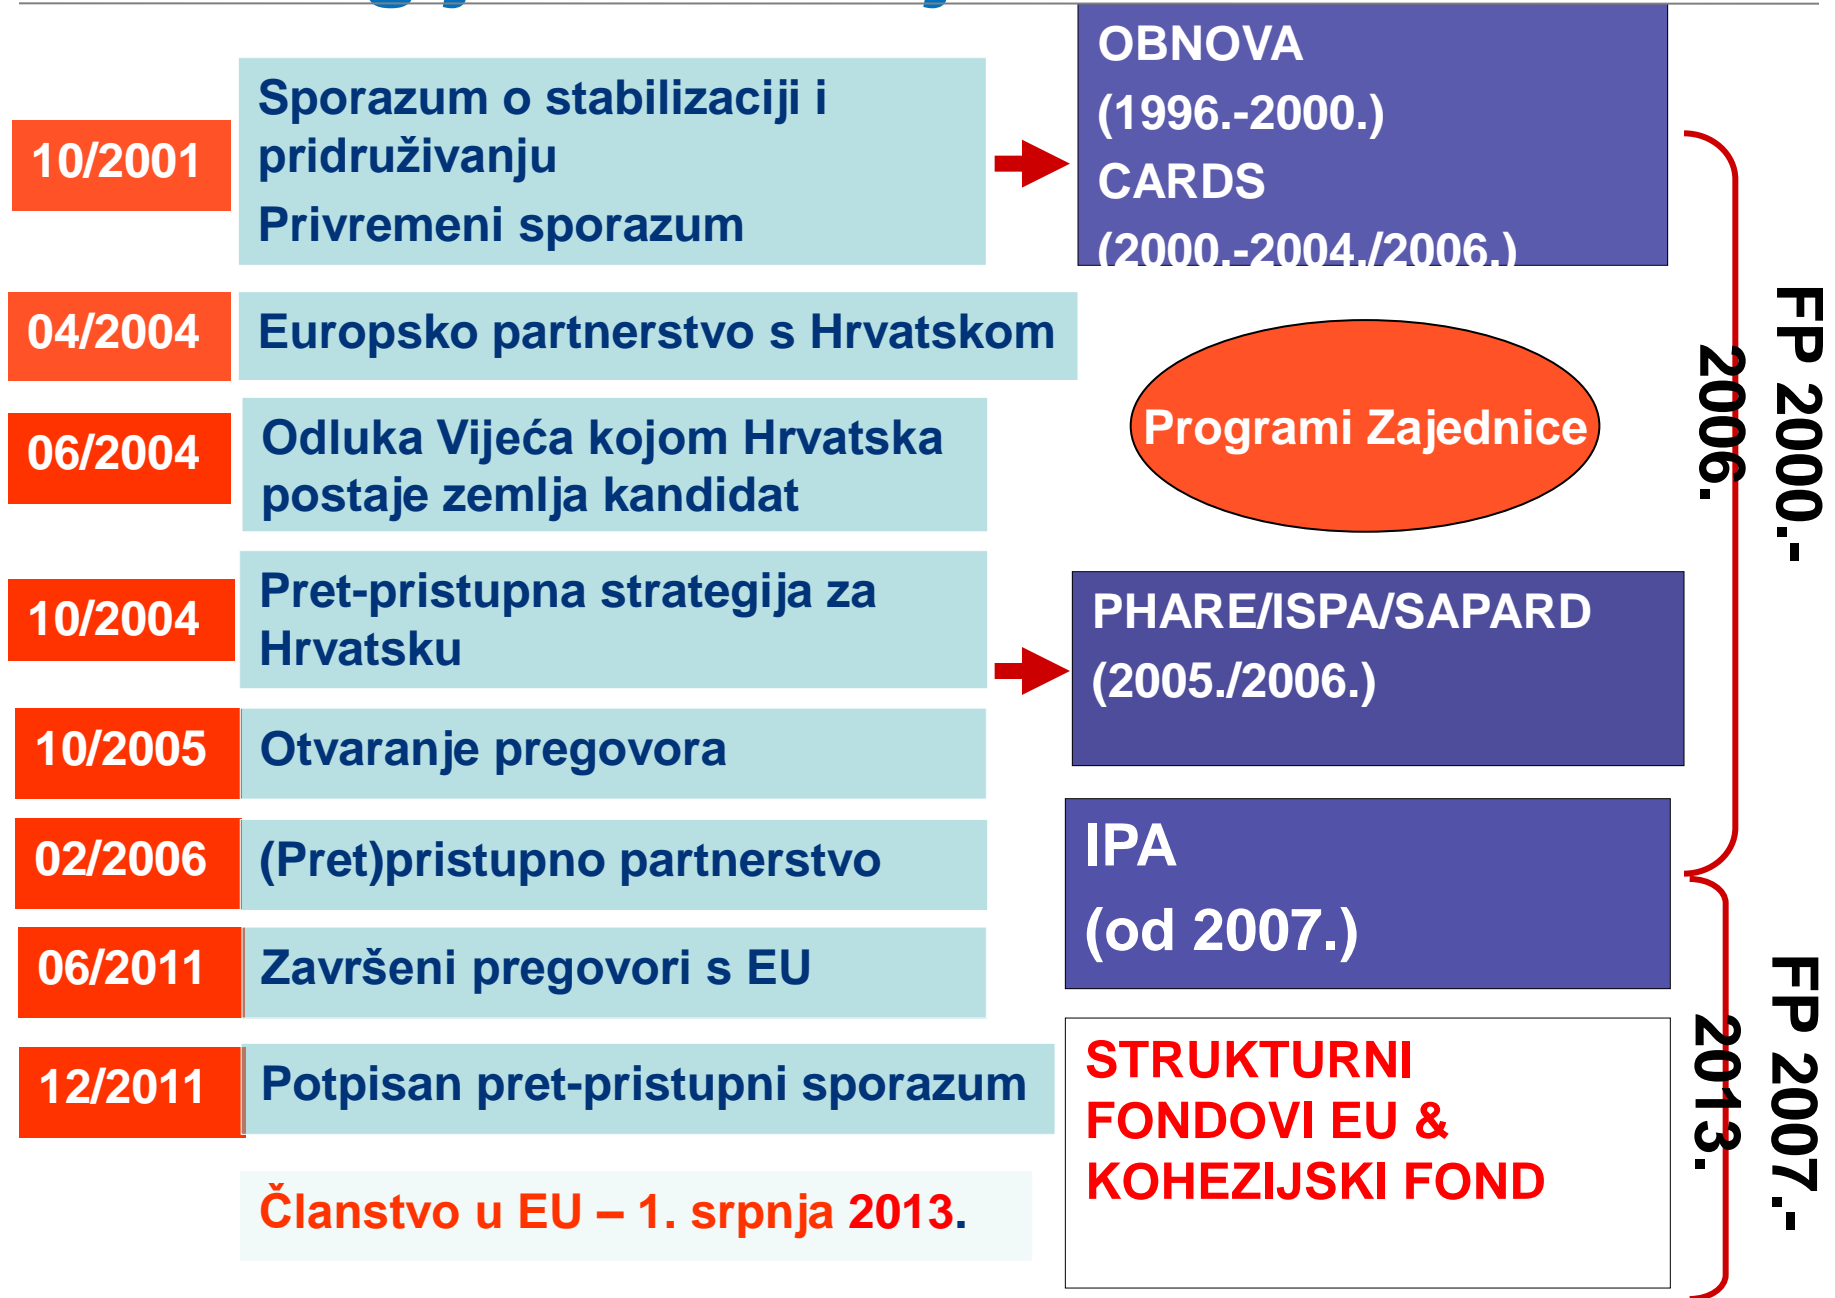 10/2001
Sporazum o stabilizaciji i
pridruživanju
Privremeni sporazum
OBNOVA
(1996.-2000.)
CARDS
(2000.-2004./2006.)
04/2004
Europsko partnerstvo s Hrvatskom
06/2004
Odluka Vijeća kojom Hrvatska
postaje zemlja kandidat
Programi Zajednice
10/2004
Pret-pristupna strategija za
Hrvatsku
PHARE/ISPA/SAPARD
(2005./2006.)
10/2005
Otvaranje pregovora
02/2006
(Pret)pristupno partnerstvo
IPA
(od 2007.)
06/2011
Završeni pregovori s EU
12/2011
Potpisan pret-pristupni sporazum
STRUKTURNI
FONDOVI EU &
KOHEZIJSKI FOND
Članstvo u EU – 1. srpnja 2013.
FP 2000.-
2006.
FP 2007.-
2013.